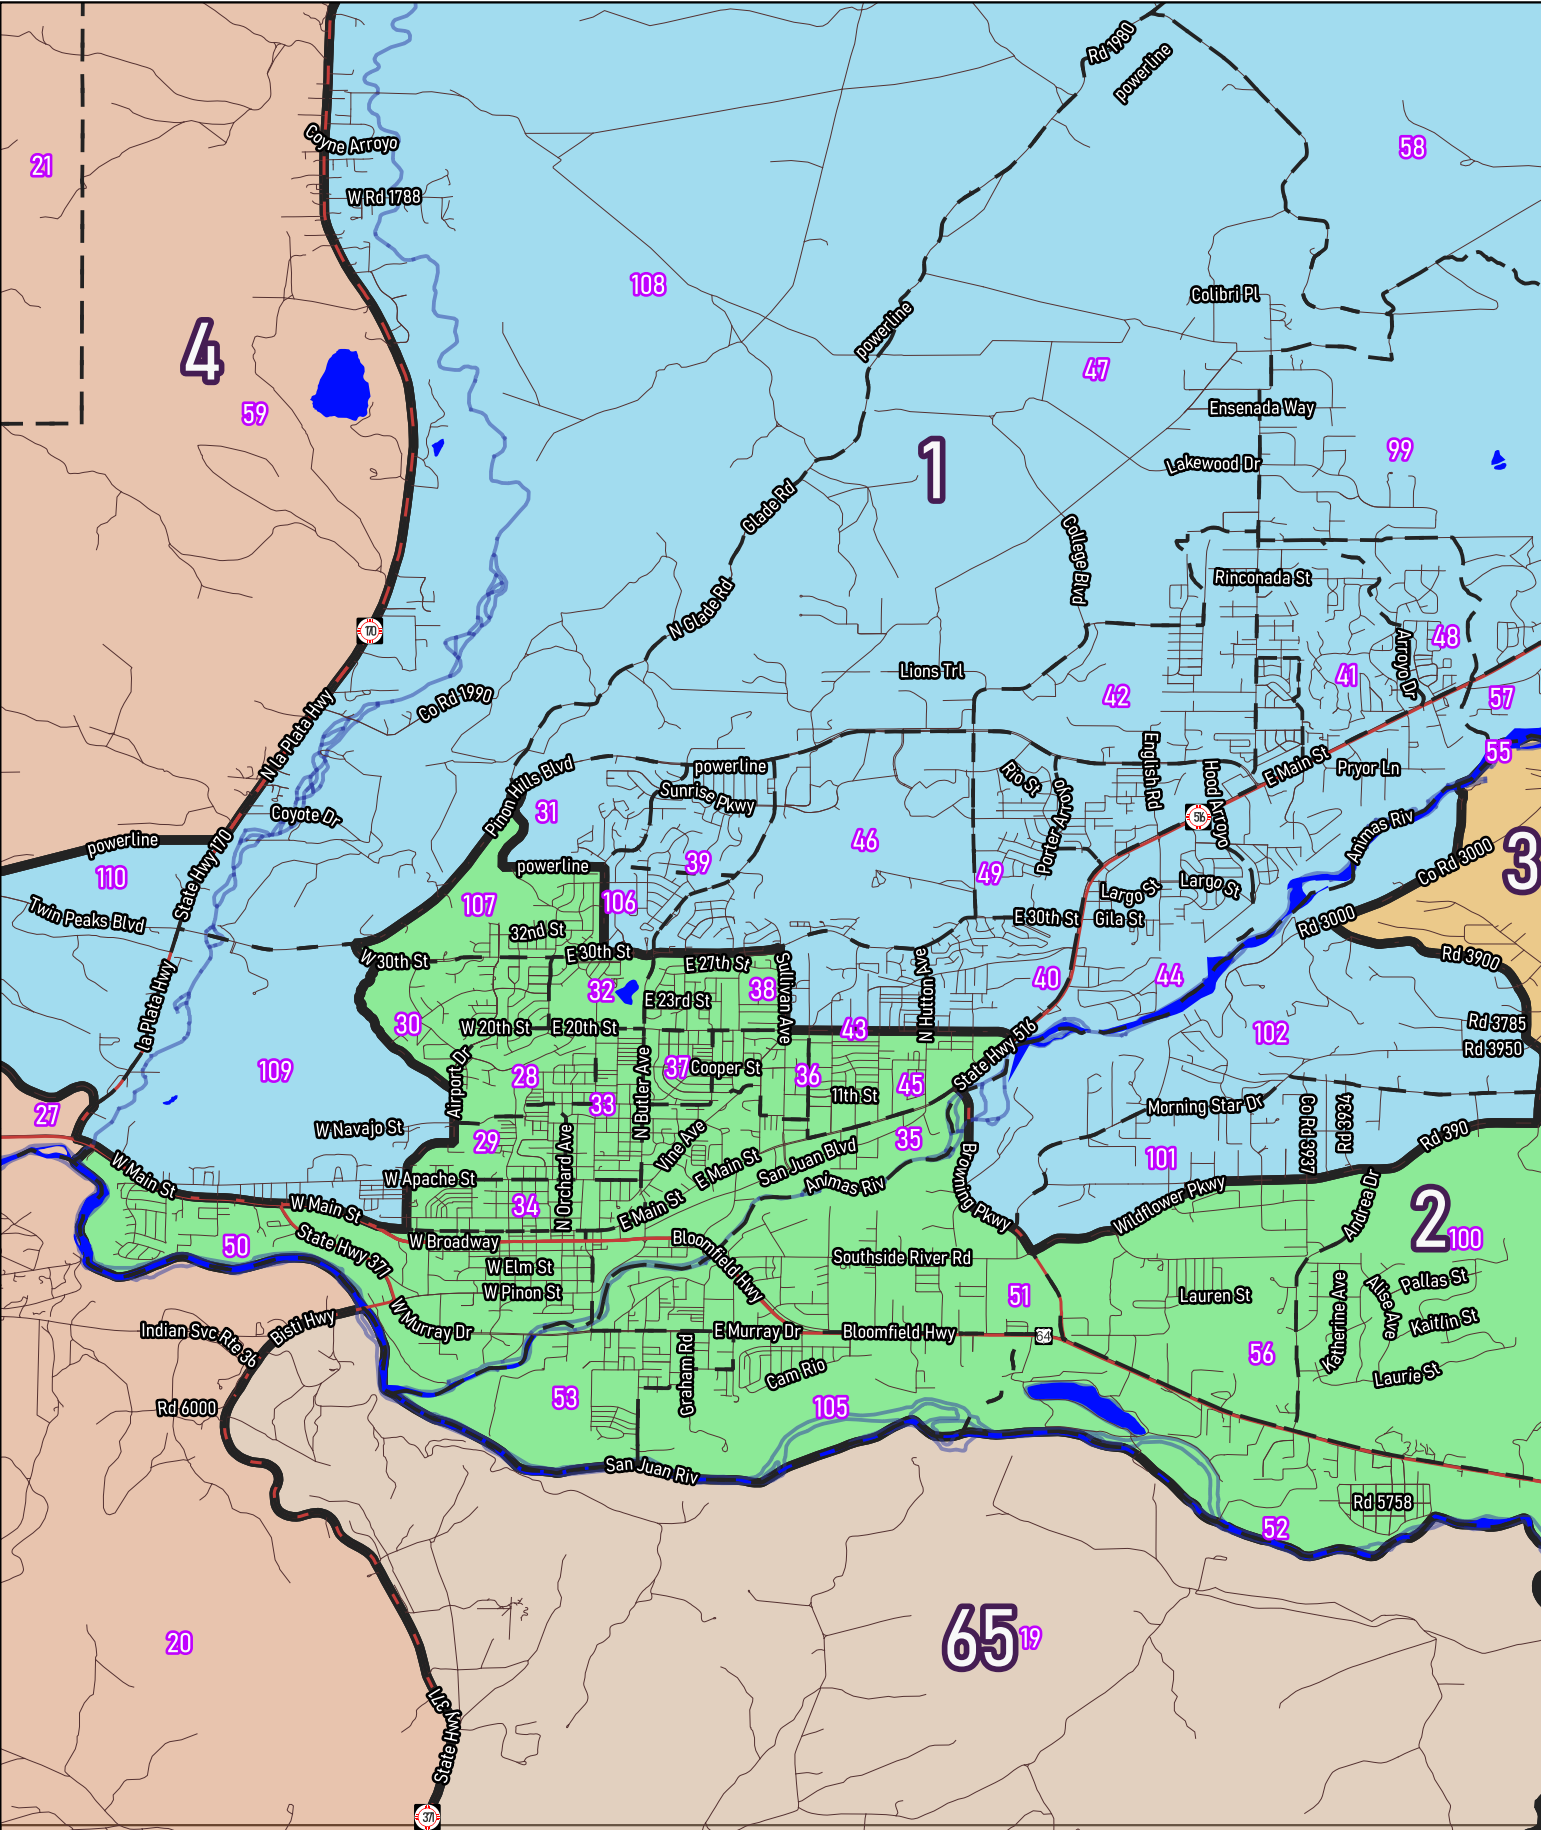 Rd 1980
powerline
Coyne Arroyo
58
21
W Rd 1788
108
Colibri Pl
powerline
4
47
59
Ensenada Way
1
99
Lakewood Dr
Glade Rd
College Blvd
Rinconada St
N Glade Rd
170
48
Arroyo Dr
Lions Trl
41
42
57
Co Rd 1990
N la Plata Hwy
55
English Rd
E Main St
Pryor Ln
powerline
Pinon Hills Blvd
Rio St
Hood Arroyo
Sunrise Pkwy
31
Coyote Dr
516
Porter Arroyo
Animas Riv
powerline
46
39
Co Rd 3000
3
powerline
49
110
State Hwy 170
Largo St
Largo St
107
106
Twin Peaks Blvd
E 30th St
Gila St
Rd 3000
32nd St
E 30th St
W 30th St
E 27th St
Rd 3900
Sullivan Ave
N Hutton Ave
40
44
32
38
la Plata Hwy
E 23rd St
30
W 20th St
E 20th St
43
102
Rd 3785
Rd 3950
State Hwy 516
109
28
37
Cooper St
36
45
Airport Dr
N Butler Ave
11th St
27
33
Morning Star Dr
Co Rd 3937
Rd 3934
W Navajo St
29
N Orchard Ave
Vine Ave
35
Rd 390
San Juan Blvd
101
W Main St
E Main St
W Apache St
Animas Riv
Browning Pkwy
Wildflower Pkwy
Andrea Dr
34
E Main St
W Main St
2
100
50
State Hwy 371
W Broadway
Bloomfield Hwy
Southside River Rd
W Elm St
Pallas St
W Pinon St
51
Lauren St
Katherine Ave
Alise Ave
Kaitlin St
Indian Svc Rte 36
Bisti Hwy
W Murray Dr
E Murray Dr
Bloomfield Hwy
64
56
Graham Rd
Cam Rio
Laurie St
53
105
Rd 6000
San Juan Riv
Rd 5758
52
20
65
19
State Hwy 371
371